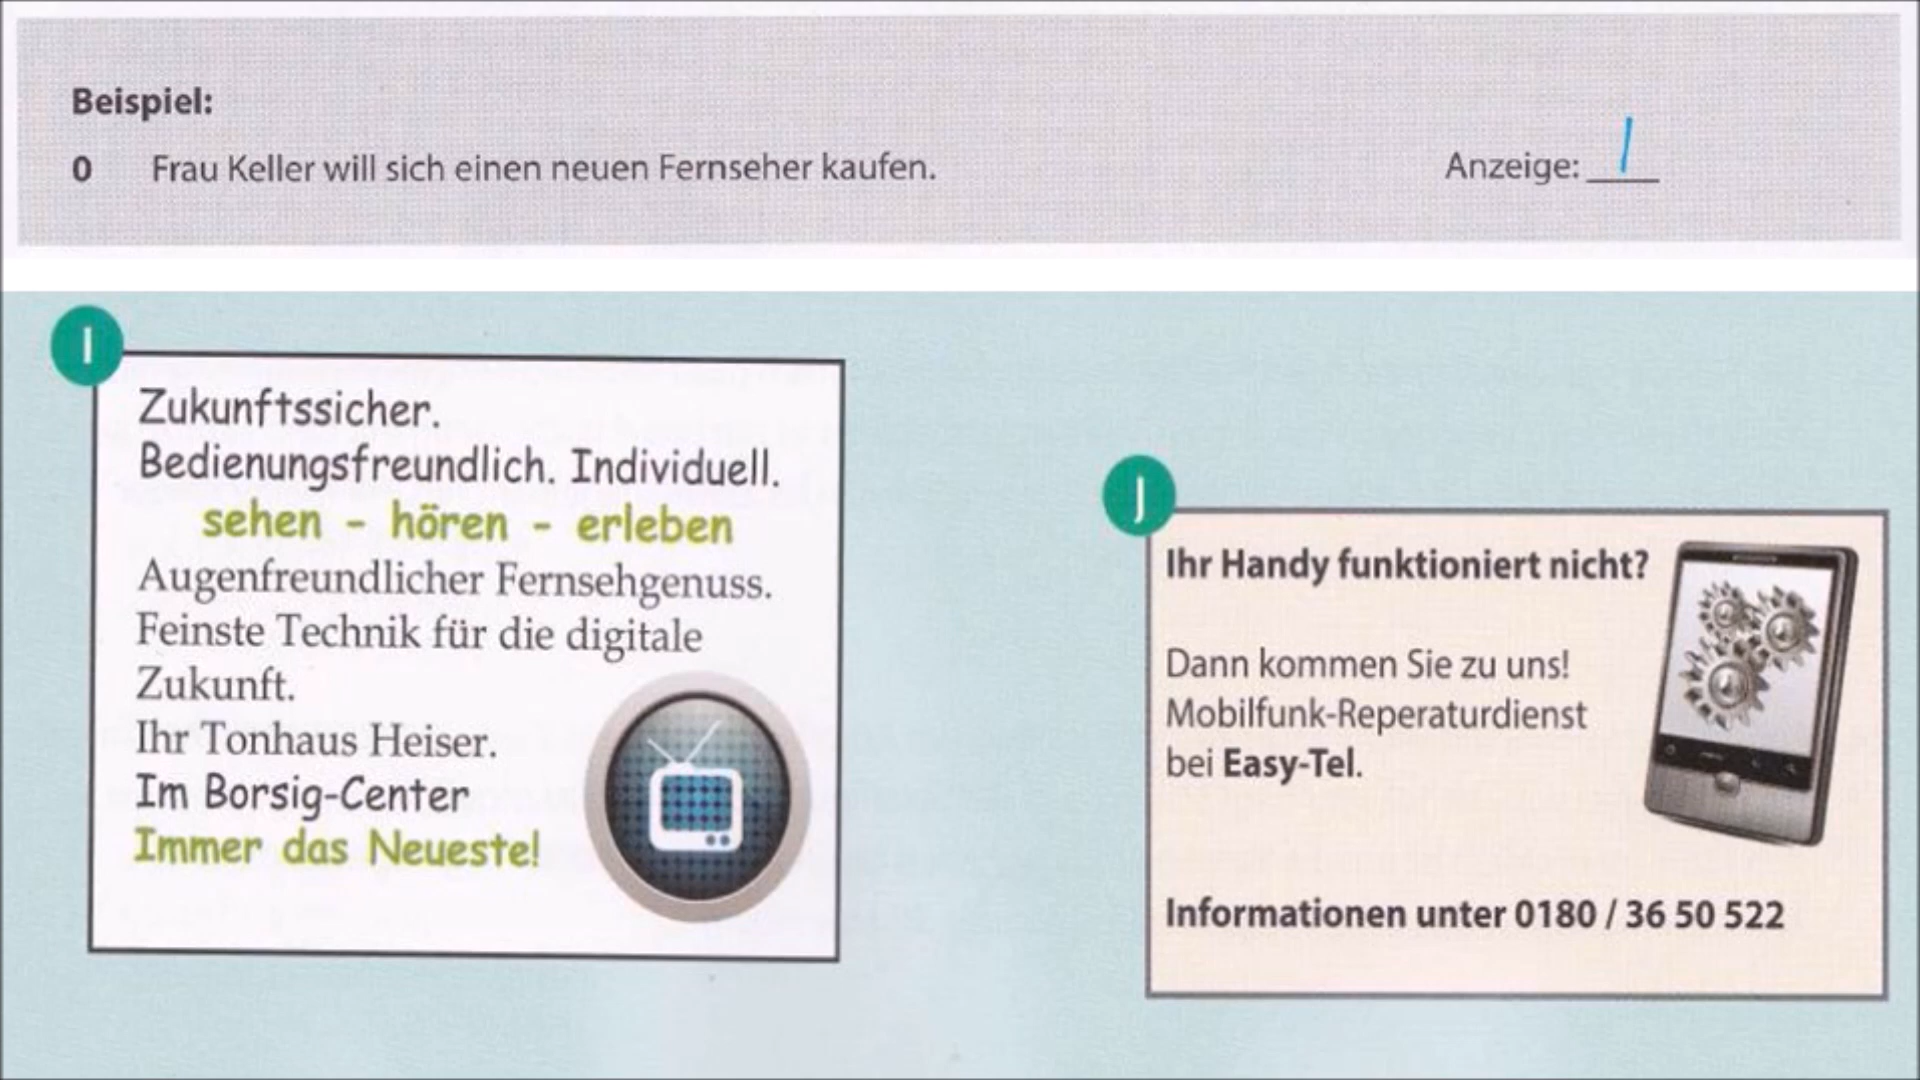 Beispiel:
0 Frau Keller will sich einen neuen Fernseher kaufen. Anzeige: I
I
Zukunftssicher.
Bedienungsfreundlich. Individuell.
sehen - hören - erleben
Augenfreundlicher Fernsehgenuss.
Feinste Technik für die digitale
Zukunft.
Ihr Tonhaus Heiser.
Im Borsig-Center
Immer das Neueste!
J
Ihr Handy funktioniert nicht?
Dann kommen Sie zu uns!
Mobilfunk-Reperaturdienst
bei Easy-Tel.
Informationen unter 0180 / 36 50 522